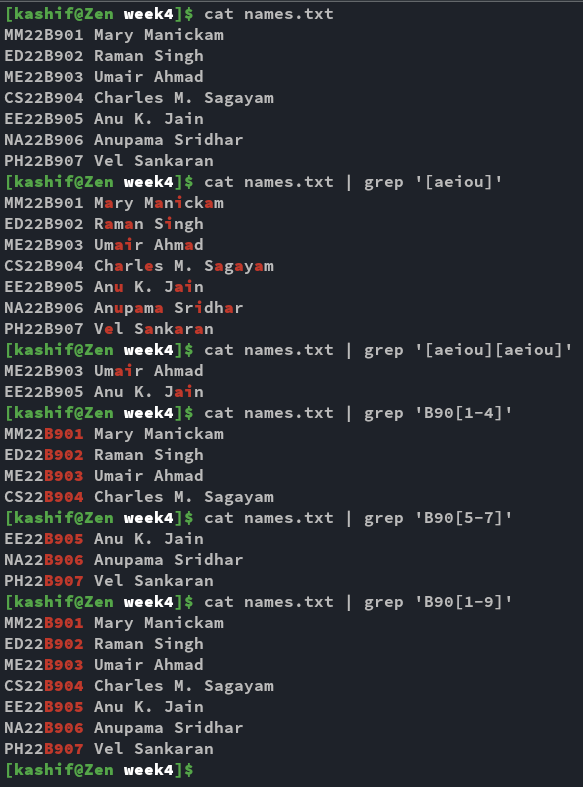 [kashif@Zen week4]$ cat names.txt
MM22B901 Mary Manickam
ED22B902 Raman Singh
ME22B903 Umair Ahmad
CS22B904 Charles M. Sagayam
EE22B905 Anu K. Jain
NA22B906 Anupama Sridhar
PH22B907 Vel Sankaran
[kashif@Zen week4]$ cat names.txt | grep '[aeiou]'
MM22B901 Mary Manickam
ED22B902 Raman Singh
ME22B903 Umair Ahmad
CS22B904 Charles M. Sagayam
EE22B905 Anu K. Jain
NA22B906 Anupama Sridhar
PH22B907 Vel Sankaran
[kashif@Zen week4]$ cat names.txt | grep '[aeiou][aeiou]'
ME22B903 Umair Ahmad
EE22B905 Anu K. Jain
[kashif@Zen week4]$ cat names.txt | grep 'B90[1-4]'
MM22B901 Mary Manickam
ED22B902 Raman Singh
ME22B903 Umair Ahmad
CS22B904 Charles M. Sagayam
[kashif@Zen week4]$ cat names.txt | grep 'B90[5-7]'
EE22B905 Anu K. Jain
NA22B906 Anupama Sridhar
PH22B907 Vel Sankaran
[kashif@Zen week4]$ cat names.txt | grep 'B90[1-9]'
MM22B901 Mary Manickam
ED22B902 Raman Singh
ME22B903 Umair Ahmad
CS22B904 Charles M. Sagayam
EE22B905 Anu K. Jain
NA22B906 Anupama Sridhar
PH22B907 Vel Sankaran
[kashif@Zen week4]$